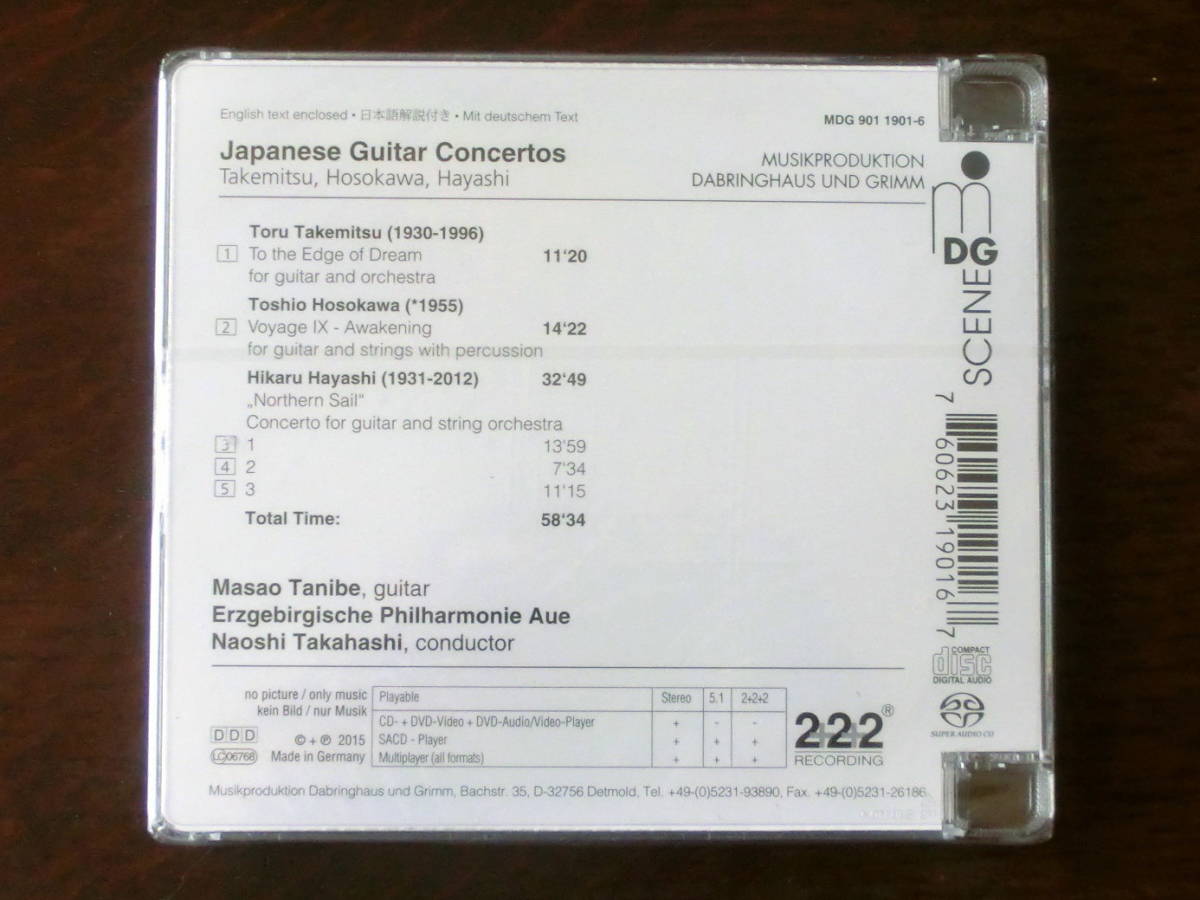 English text enclosed • 日本語解説付き • Mit deutschem Text
MDG 901 1901-6
Japanese Guitar Concertos
Takemitsu, Hosokawa, Hayashi
MUSIKPRODUKTION
DABRINGHAUS UND GRIMM
DG
SCENE
Toru Takemitsu (1930-1996)
1 To the Edge of Dream 11‘20
for guitar and orchestra
Toshio Hosokawa (*1955)
2 Voyage IX - Awakening 14‘22
for guitar and strings with percussion
Hikaru Hayashi (1931-2012) 32‘49
„Northern Sail“
Concerto for guitar and string orchestra
3 1 13‘59
4 2 7‘34
5 3 11‘15
Total Time: 58‘34
Masao Tanibe, guitar
Erzgebirgische Philharmonie Aue
Naoshi Takahashi, conductor
7 60623 19016 7
COMPACT
disc
DIGITAL AUDIO
SUPER AUDIO CD
no picture / only music
kein Bild / nur Musik
DDD
© + ℗ 2015
LC 06768
Made in Germany
Playable Stereo 5.1 2+2+2
CD- + DVD-Video + DVD-Audio/Video-Player + - -
SACD - Player + + +
Multiplayer (all formats) + + +
2+2+2®
RECORDING
Musikproduktion Dabringhaus und Grimm, Bachstr. 35, D-32756 Detmold, Tel. +49-(0)5231-93890, Fax. +49-(0)5231-26186